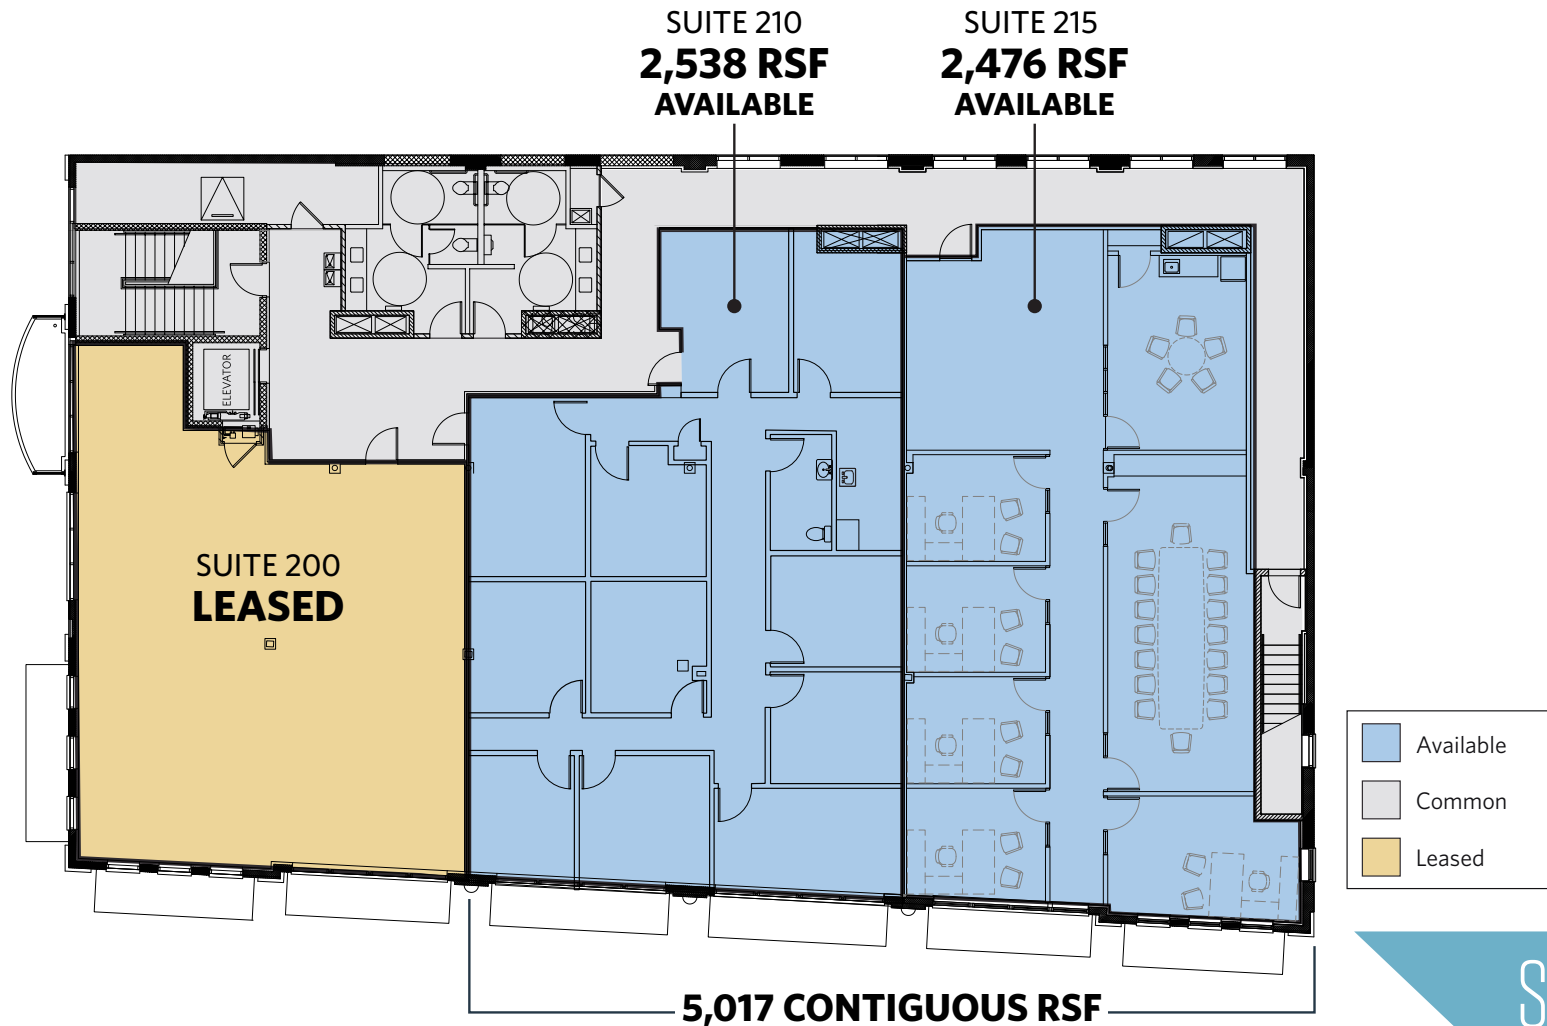 SUITE 210
2,538 RSF
AVAILABLE
SUITE 215
2,476 RSF
AVAILABLE
ELEVATOR
SUITE 200
LEASED
Available
Common
Leased
5,017 CONTIGUOUS RSF
S